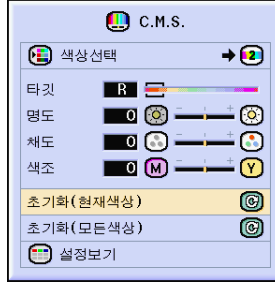 C.M.S.
색상선택 2
타깃 R
명도 0
채도 0
색조 0 M Y
초기화(현재색상)
초기화(모든색상)
설정보기